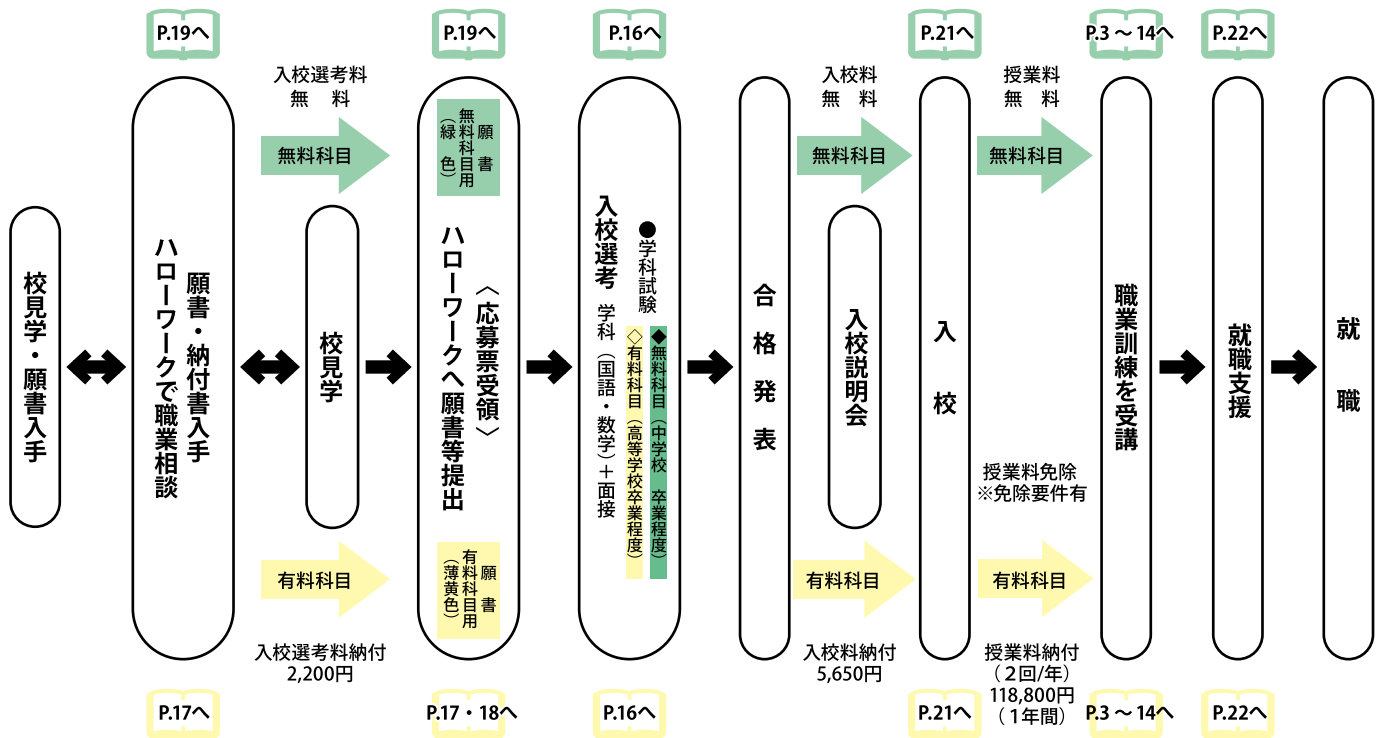 P.19へ
P.19へ
P.16へ
P.21へ
P.3 ～ 14へ
P.22へ
校見学・願書入手
願書・納付書入手
ハローワークで職業相談
入校選考料
無　料
無料科目
校見学
有料科目
入校選考料納付
2,200円
願　書
無料科目用
（緑　色）
〈応募票受領〉
ハローワークへ願書等提出
願　書
有料科目用
（薄黄色）
入校選考　学科（国語・数学）＋面接
●学科試験
◆無料科目（中学校　卒業程度）
◇有料科目（高等学校卒業程度）
合格発表
入校料
無　料
無料科目
入校説明会
有料科目
入校料納付
5,650円
入　校
授業料
無　料
無料科目
授業料免除
※免除要件有
有料科目
授業料納付
（２回/年）
118,800円
（１年間）
職業訓練を受講
就職支援
就　職
P.17へ
P.17・18へ
P.16へ
P.21へ
P.3 ～ 14へ
P.22へ